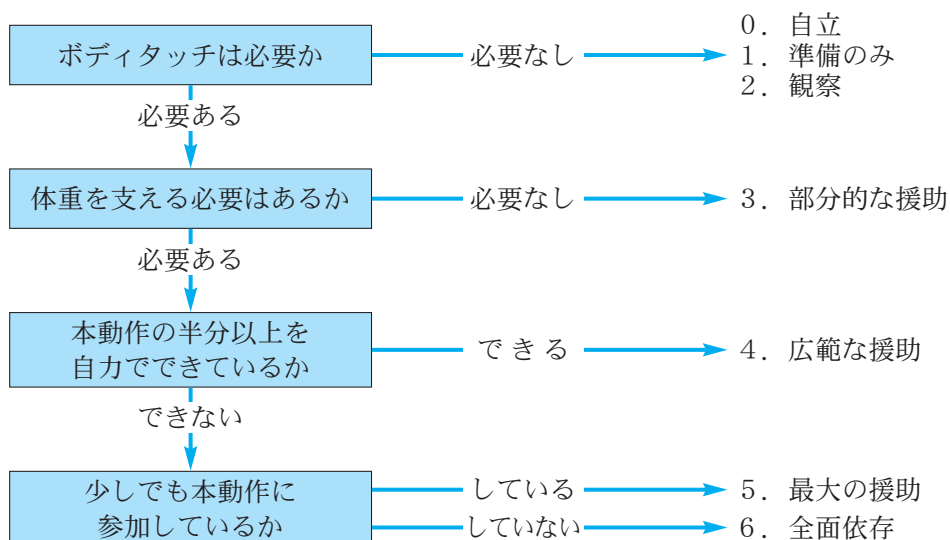 ボディタッチは必要か
必要なし
0．自立
1．準備のみ
2．観察
必要ある
体重を支える必要はあるか
必要なし
3．部分的な援助
必要ある
本動作の半分以上を
自力でできているか
できる
4．広範な援助
できない
少しでも本動作に
参加しているか
している
5．最大の援助
していない
6．全面依存